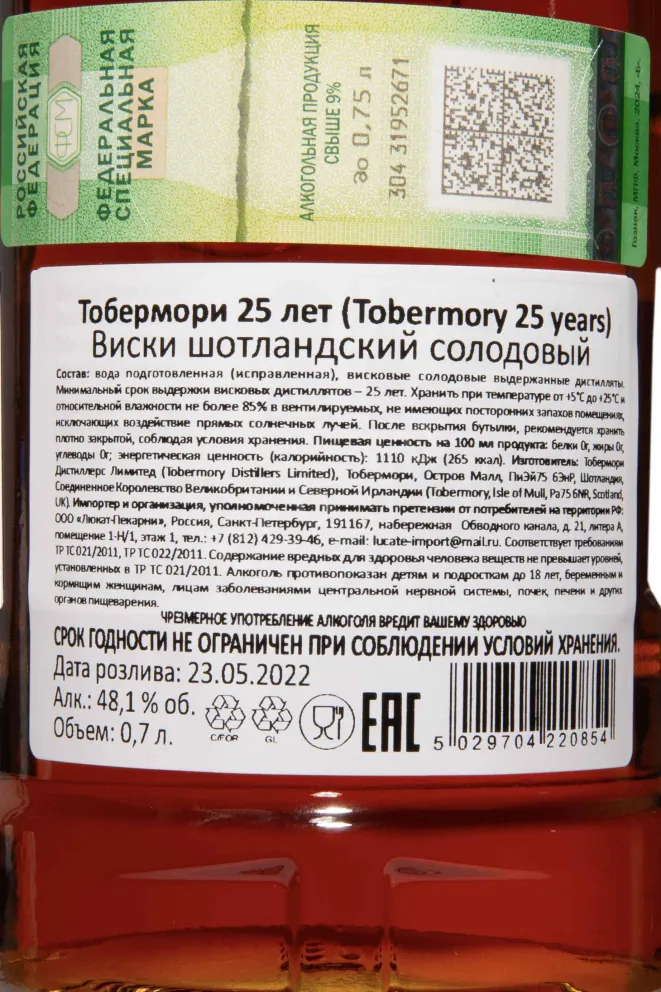 РОССИЙСКАЯ
ФЕДЕРАЦИЯ
ФСМ
ФЕДЕРАЛЬНАЯ
СПЕЦИАЛЬНАЯ
МАРКА
АЛКОГОЛЬНАЯ ПРОДУКЦИЯ
СВЫШЕ 9%
до 0,75 л
304 31952671
Гознак, МПФ, Москва, 2024, «Б».
Тобермори 25 лет (Tobermory 25 years)
Виски шотландский солодовый
Состав: вода подготовленная (исправленная), висковые солодовые выдержанные дистилляты.
Минимальный срок выдержки висковых дистиллятов – 25 лет. Хранить при температуре от +5°С до +25°С и
относительной влажности не более 85% в вентилируемых, не имеющих посторонних запахов помещениях,
исключающих воздействие прямых солнечных лучей. После вскрытия бутылки, рекомендуется хранить
плотно закрытой, соблюдая условия хранения. Пищевая ценность на 100 мл продукта: белки 0г, жиры 0г,
углеводы 0г; энергетическая ценность (калорийность): 1110 кДж (265 ккал). Изготовитель: Тобермори
Дистиллерс Лимитед (Tobermory Distillers Limited), Тобермори, Остров Малл, ПиЭй75 6ЭнР, Шотландия,
Соединенное Королевство Великобритании и Северной Ирландии (Tobermory, Isle of Mull, Pa75 6NR, Scotland,
UK). Импортер и организация, уполномоченная принимать претензии от потребителей на территории РФ:
ООО «Люкат-Пекарни», Россия, Санкт-Петербург, 191167, набережная Обводного канала, д. 21, литера А,
помещение 1-Н/1, этаж 1, тел.: +7 (812) 429-39-46, e-mail: lucate-import@mail.ru. Соответствует требованиям
ТР ТС 021/2011, ТР ТС 022/2011. Содержание вредных для здоровья человека веществ не превышает уровней,
установленных в ТР ТС 021/2011. Алкоголь противопоказан детям и подросткам до 18 лет, беременным и
кормящим женщинам, лицам заболеваниями центральной нервной системы, почек, печени и других
органов пищеварения.
ЧРЕЗМЕРНОЕ УПОТРЕБЛЕНИЕ АЛКОГОЛЯ ВРЕДИТ ВАШЕМУ ЗДОРОВЬЮ
СРОК ГОДНОСТИ НЕ ОГРАНИЧЕН ПРИ СОБЛЮДЕНИИ УСЛОВИЙ ХРАНЕНИЯ.
Дата розлива: 23.05.2022
Алк.: 48,1 % об.
Объем: 0,7 л.
C/FOR
GL
EAC
5 029704 220854